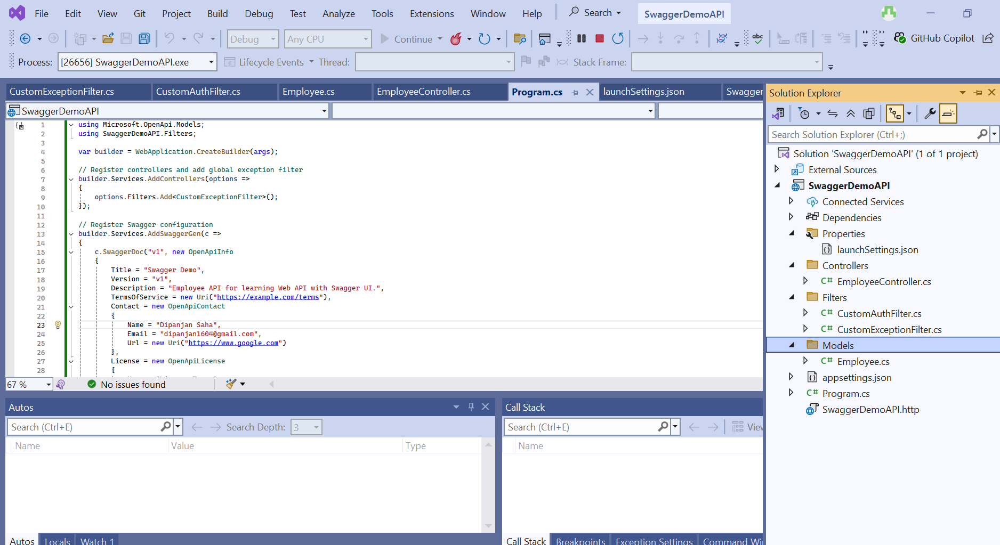 File Edit View Git Project Build Debug Test Analyze Tools Extensions Window Help Search SwaggerDemoAPI
Debug Any CPU Continue abc GitHub Copilot
Process: [26656] SwaggerDemoAPI.exe Lifecycle Events Thread: Stack Frame:
CustomExceptionFilter.cs CustomAuthFilter.cs Employee.cs EmployeeController.cs Program.cs launchSettings.json Swagger
SwaggerDemoAPI
1 using Microsoft.OpenApi.Models;
2 using SwaggerDemoAPI.Filters;
3
4 var builder = WebApplication.CreateBuilder(args);
5
6 // Register controllers and add global exception filter
7 builder.Services.AddControllers(options =>
8 {
9 options.Filters.Add<CustomExceptionFilter>();
10 });
11
12 // Register Swagger configuration
13 builder.Services.AddSwaggerGen(c =>
14 {
15 c.SwaggerDoc("v1", new OpenApiInfo
16 {
17 Title = "Swagger Demo",
18 Version = "v1",
19 Description = "Employee API for learning Web API with Swagger UI.",
20 TermsOfService = new Uri("https://example.com/terms"),
21 Contact = new OpenApiContact
22 {
23 Name = "Dipanjan Saha",
24 Email = "dipanjan1604@gmail.com",
25 Url = new Uri("https://www.google.com")
26 },
27 License = new OpenApiLicense
28 {
67 % No issues found
Autos
Search (Ctrl+E) Search Depth: 3
Name Value Type
Autos Locals Watch 1
Call Stack
Search (Ctrl+E) View
Name
Call Stack Breakpoints Exception Settings Command Wi
Solution Explorer
Search Solution Explorer (Ctrl+;)
Solution 'SwaggerDemoAPI' (1 of 1 project)
External Sources
SwaggerDemoAPI
Connected Services
Dependencies
Properties
launchSettings.json
Controllers
C# EmployeeController.cs
Filters
C# CustomAuthFilter.cs
C# CustomExceptionFilter.cs
Models
C# Employee.cs
appsettings.json
C# Program.cs
SwaggerDemoAPI.http